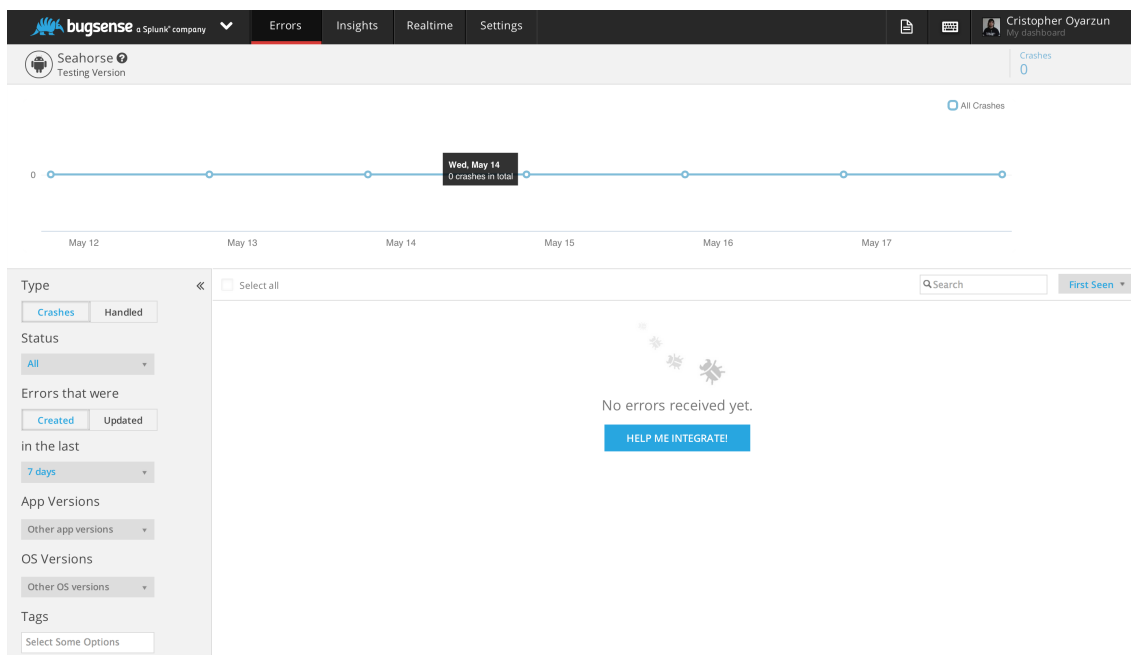 bugsense a Splunk® company
Errors
Insights
Realtime
Settings
Cristopher Oyarzun
My dashboard
Seahorse ?
Testing Version
Crashes
0
All Crashes
Wed, May 14
0 crashes in total
0
May 12
May 13
May 14
May 15
May 16
May 17
Type
Crashes
Handled
Status
All
Errors that were
Created
Updated
in the last
7 days
App Versions
Other app versions
OS Versions
Other OS versions
Tags
Select Some Options
Select all
Search
First Seen
No errors received yet.
HELP ME INTEGRATE!